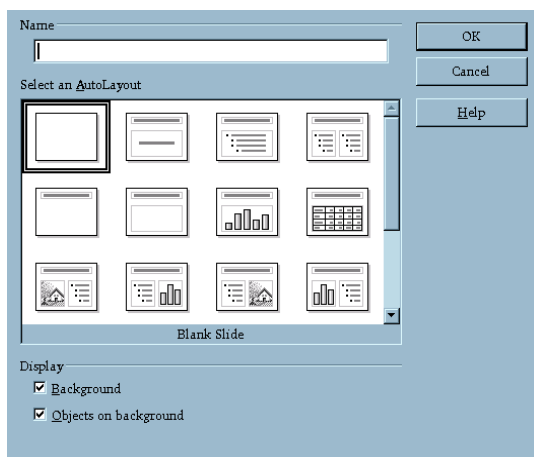 Name
OK
Cancel
Select an AutoLayout
Help
Blank Slide
Display
Background
Objects on background